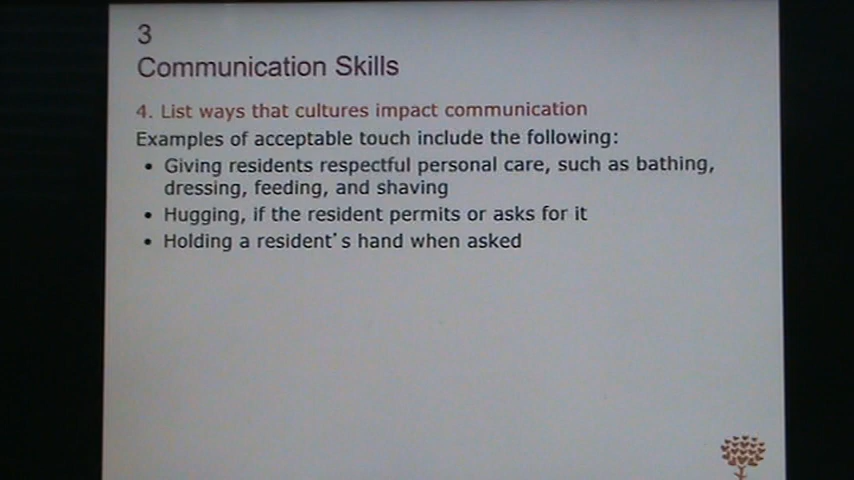 3
Communication Skills
4. List ways that cultures impact communication
Examples of acceptable touch include the following:
• Giving residents respectful personal care, such as bathing,
dressing, feeding, and shaving
• Hugging, if the resident permits or asks for it
• Holding a resident's hand when asked